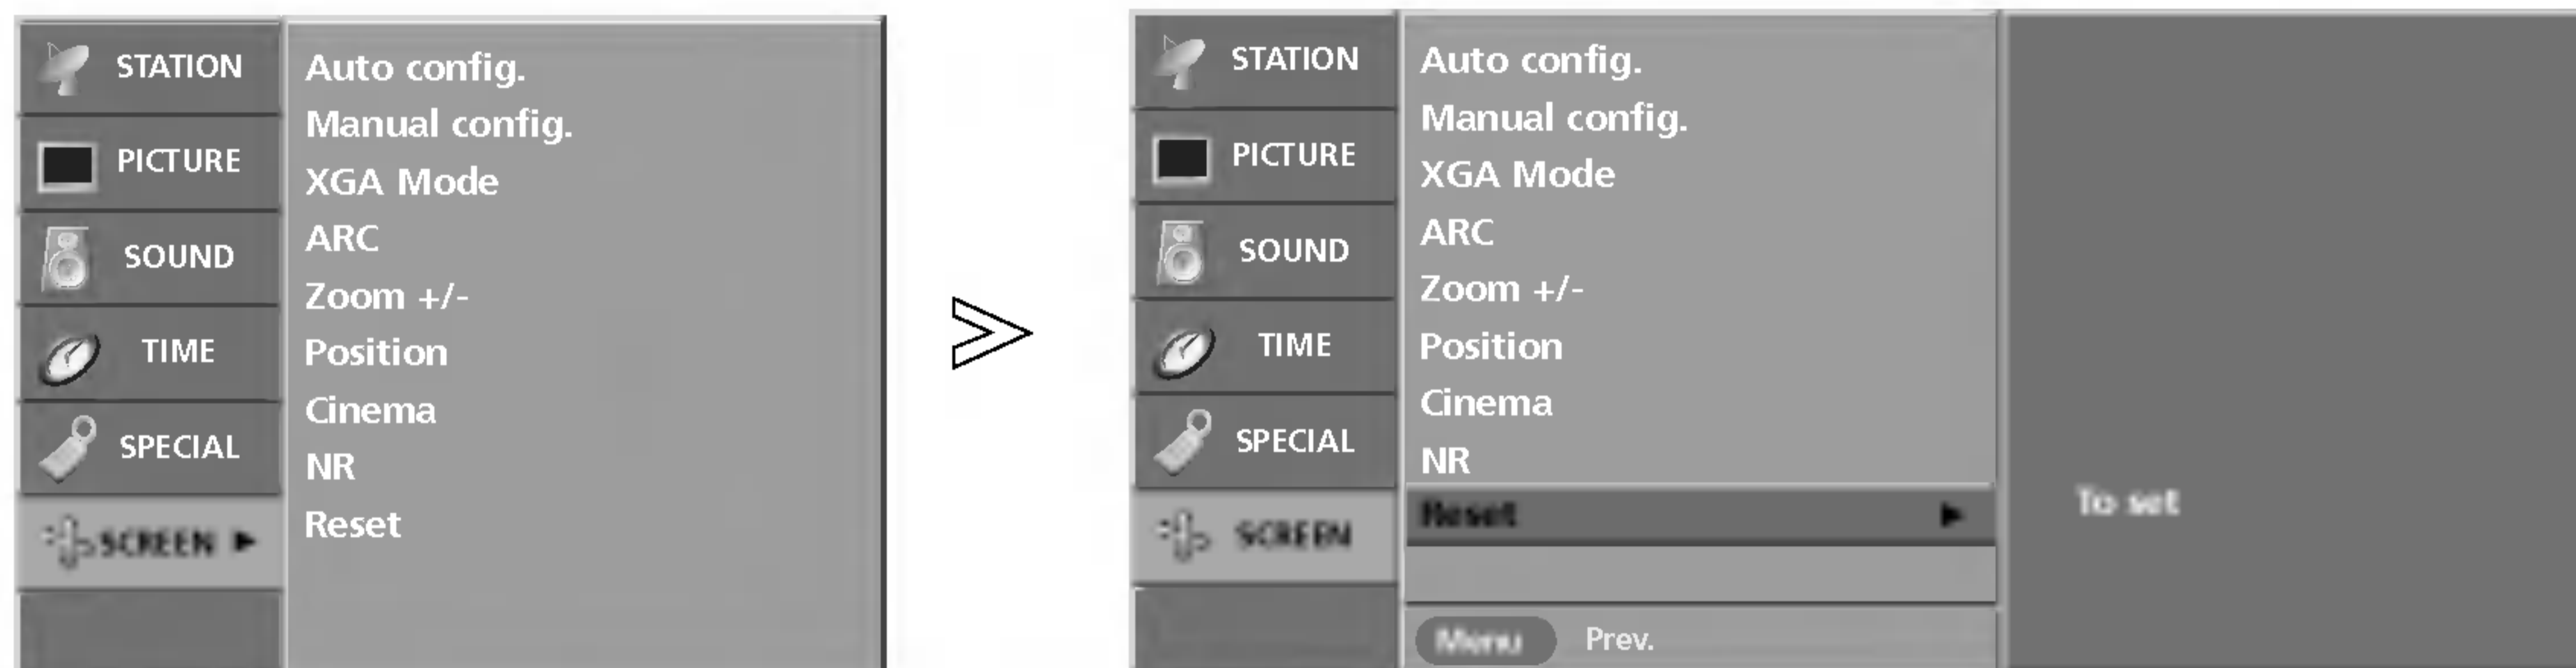 STATION
PICTURE
SOUND
TIME
SPECIAL
SCREEN ►
Auto config.
Manual config.
XGA Mode
ARC
Zoom +/-
Position
Cinema
NR
Reset
STATION
PICTURE
SOUND
TIME
SPECIAL
SCREEN
Auto config.
Manual config.
XGA Mode
ARC
Zoom +/-
Position
Cinema
NR
Reset ►
Menu Prev.
To set